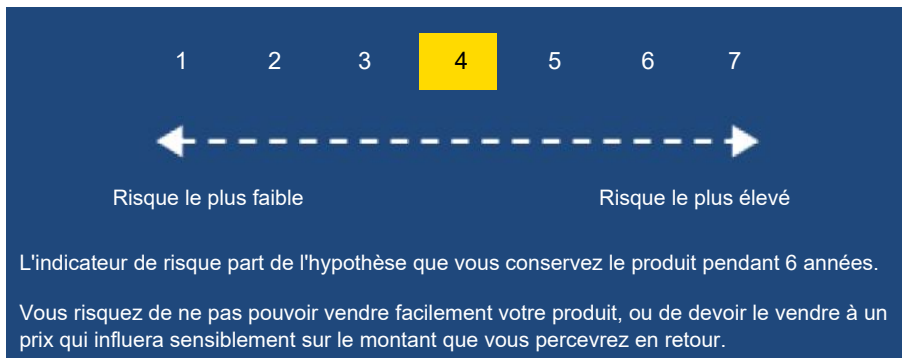 1 2 3 4 5 6 7
Risque le plus faible Risque le plus élevé
L'indicateur de risque part de l'hypothèse que vous conservez le produit pendant 6 années.
Vous risquez de ne pas pouvoir vendre facilement votre produit, ou de devoir le vendre à un
prix qui influera sensiblement sur le montant que vous percevrez en retour.